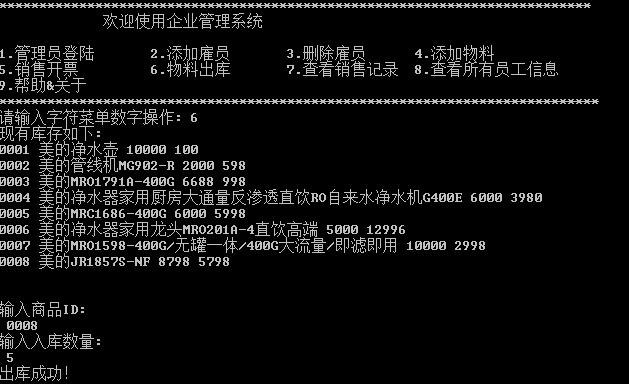 *****************************************************************************
欢迎使用企业管理系统
1.管理员登陆 2.添加雇员 3.删除雇员 4.添加物料
5.销售开票 6.物料出库 7.查看销售记录 8.查看所有员工信息
9.帮助&关于
******************************************************************************
请输入字符菜单数字操作: 6
现有库存如下:
0001 美的净水壶 10000 100
0002 美的管线机MG902-R 2000 598
0003 美的MRO1791A-400G 6688 998
0004 美的净水器家用厨房大通量反渗透直饮RO自来水净水机G400E 6000 3980
0005 美的MRC1686-400G 6000 5998
0006 美的净水器家用龙头MRO201A-4直饮高端 5000 12996
0007 美的MRO1598-400G/无罐一体/400G大流量/即滤即用 10000 2998
0008 美的JR1857S-NF 8798 5798
输入商品ID:
0008
输入入库数量:
5
出库成功!